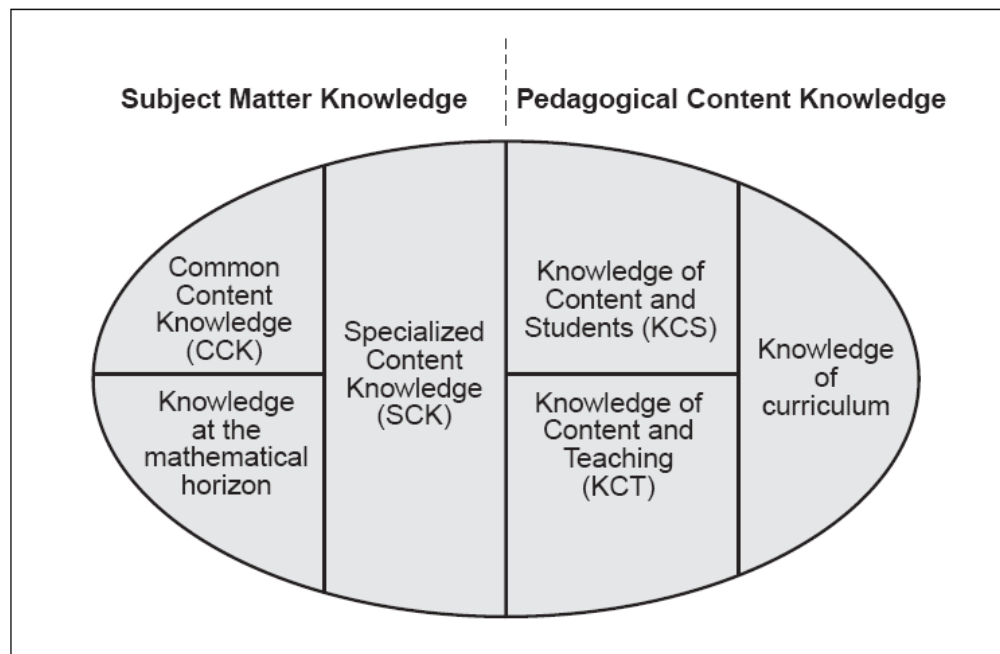 Subject Matter Knowledge
Pedagogical Content Knowledge
Common
Content
Knowledge
(CCK)
Knowledge
at the
mathematical
horizon
Specialized
Content
Knowledge
(SCK)
Knowledge of
Content and
Students (KCS)
Knowledge of
Content and
Teaching
(KCT)
Knowledge
of
curriculum